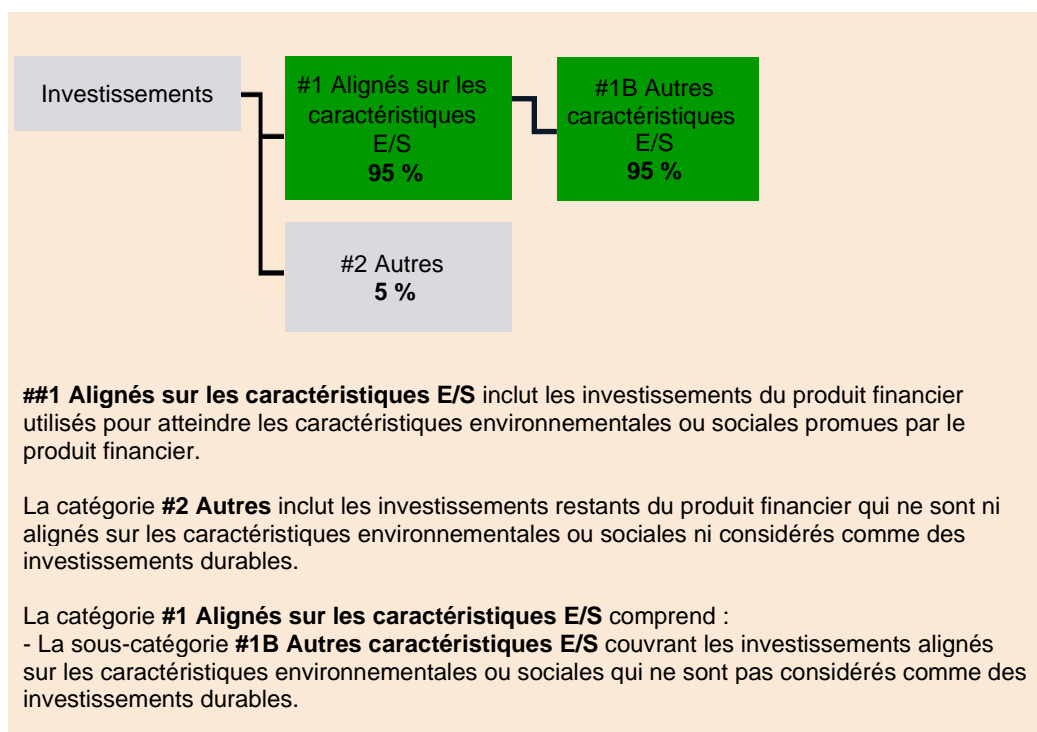 Investissements
#1 Alignés sur les
caractéristiques
E/S
95 %
#1B Autres
caractéristiques
E/S
95 %
#2 Autres
5 %
##1 Alignés sur les caractéristiques E/S inclut les investissements du produit financier
utilisés pour atteindre les caractéristiques environnementales ou sociales promues par le
produit financier.
La catégorie #2 Autres inclut les investissements restants du produit financier qui ne sont ni
alignés sur les caractéristiques environnementales ou sociales ni considérés comme des
investissements durables.
La catégorie #1 Alignés sur les caractéristiques E/S comprend :
- La sous-catégorie #1B Autres caractéristiques E/S couvrant les investissements alignés
sur les caractéristiques environnementales ou sociales qui ne sont pas considérés comme des
investissements durables.